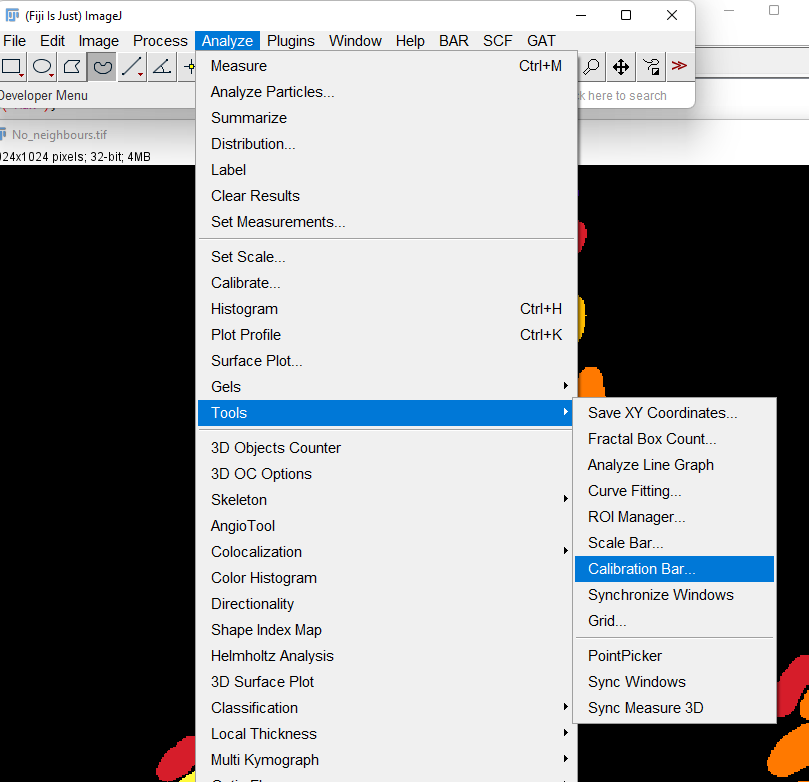 (Fiji Is Just) ImageJ
File Edit Image Process Analyze Plugins Window Help BAR SCF GAT
Developer Menu
k here to search
No_neighbours.tif
024x1024 pixels; 32-bit; 4MB
Measure Ctrl+M
Analyze Particles...
Summarize
Distribution...
Label
Clear Results
Set Measurements...
Set Scale...
Calibrate...
Histogram Ctrl+H
Plot Profile Ctrl+K
Surface Plot...
Gels
Tools
3D Objects Counter
3D OC Options
Skeleton
AngioTool
Colocalization
Color Histogram
Directionality
Shape Index Map
Helmholtz Analysis
3D Surface Plot
Classification
Local Thickness
Multi Kymograph
Save XY Coordinates...
Fractal Box Count...
Analyze Line Graph
Curve Fitting...
ROI Manager...
Scale Bar...
Calibration Bar...
Synchronize Windows
Grid...
PointPicker
Sync Windows
Sync Measure 3D